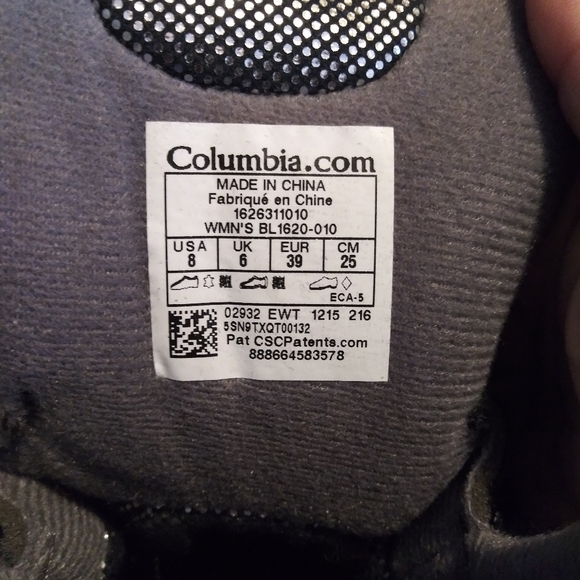 Columbia.com
MADE IN CHINA
Fabriqué en Chine
1626311010
WMN'S BL1620-010
USA UK EUR CM
8 6 39 25
ECA-5
02932 EWT 1215 216
5SN9TXQT00132
Pat CSCPatents.com
888664583578